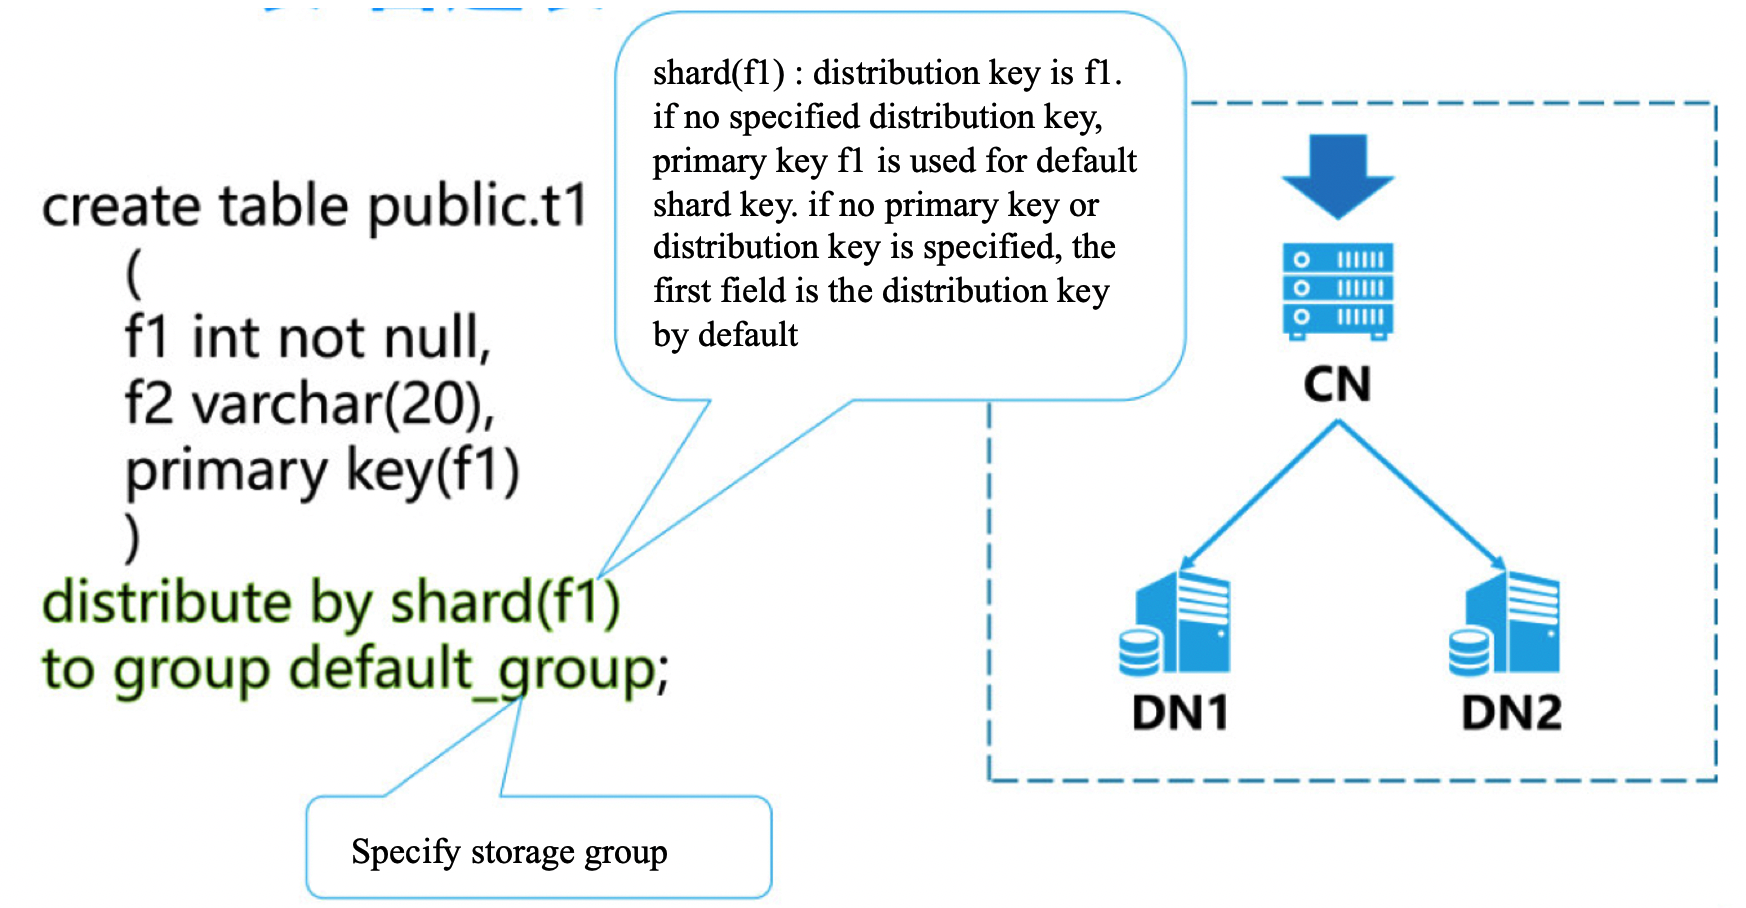 create table public.t1
(
f1 int not null,
f2 varchar(20),
primary key(f1)
)
distribute by shard(f1)
to group default_group;
shard(f1) : distribution key is f1.
if no specified distribution key,
primary key f1 is used for default
shard key. if no primary key or
distribution key is specified, the
first field is the distribution key
by default
Specify storage group
CN
DN1
DN2